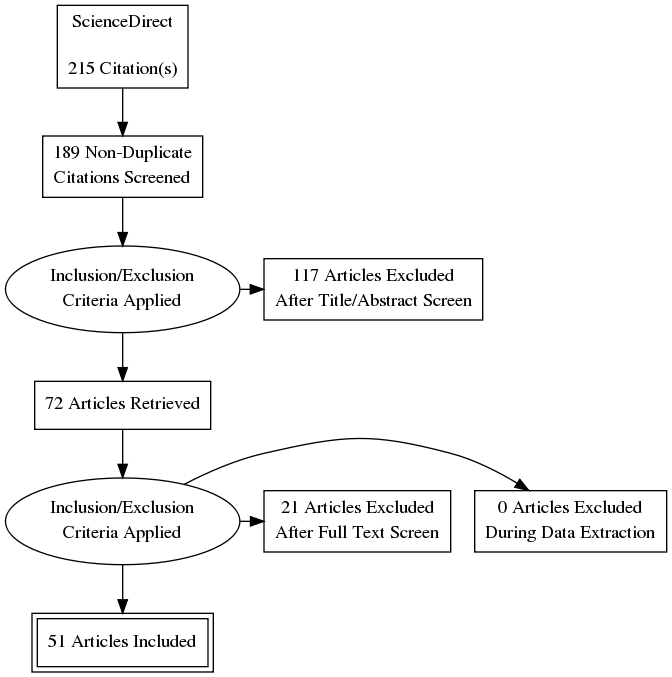 ScienceDirect
215 Citation(s)
189 Non-Duplicate
Citations Screened
Inclusion/Exclusion
Criteria Applied
117 Articles Excluded
After Title/Abstract Screen
72 Articles Retrieved
Inclusion/Exclusion
Criteria Applied
21 Articles Excluded
After Full Text Screen
0 Articles Excluded
During Data Extraction
51 Articles Included